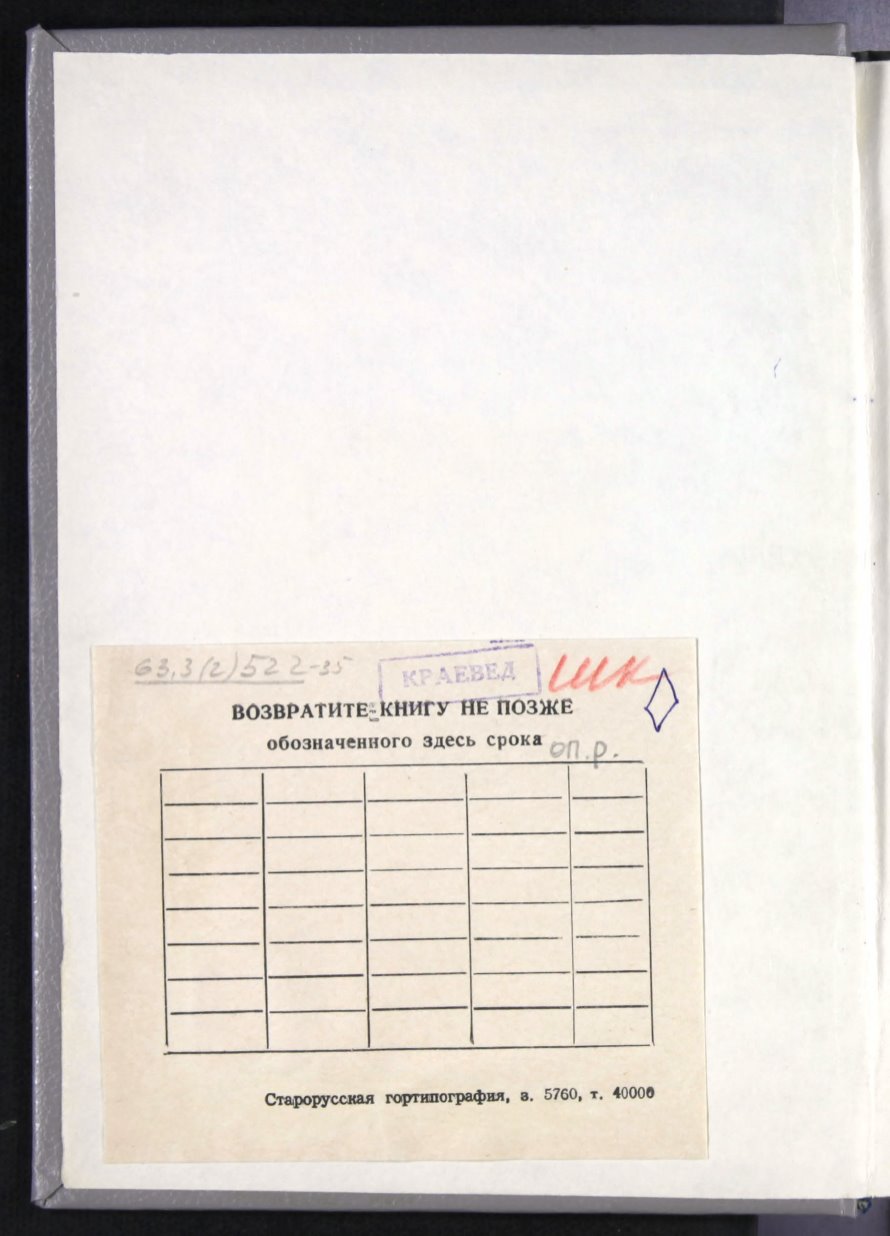 63.3(2)522-35
КРАЕВЕД
ШК
ВОЗВРАТИТЕ КНИГУ НЕ ПОЗЖЕ
обозначенного здесь срока
оп.р.
Старорусская гортипография, з. 5760, т. 40000